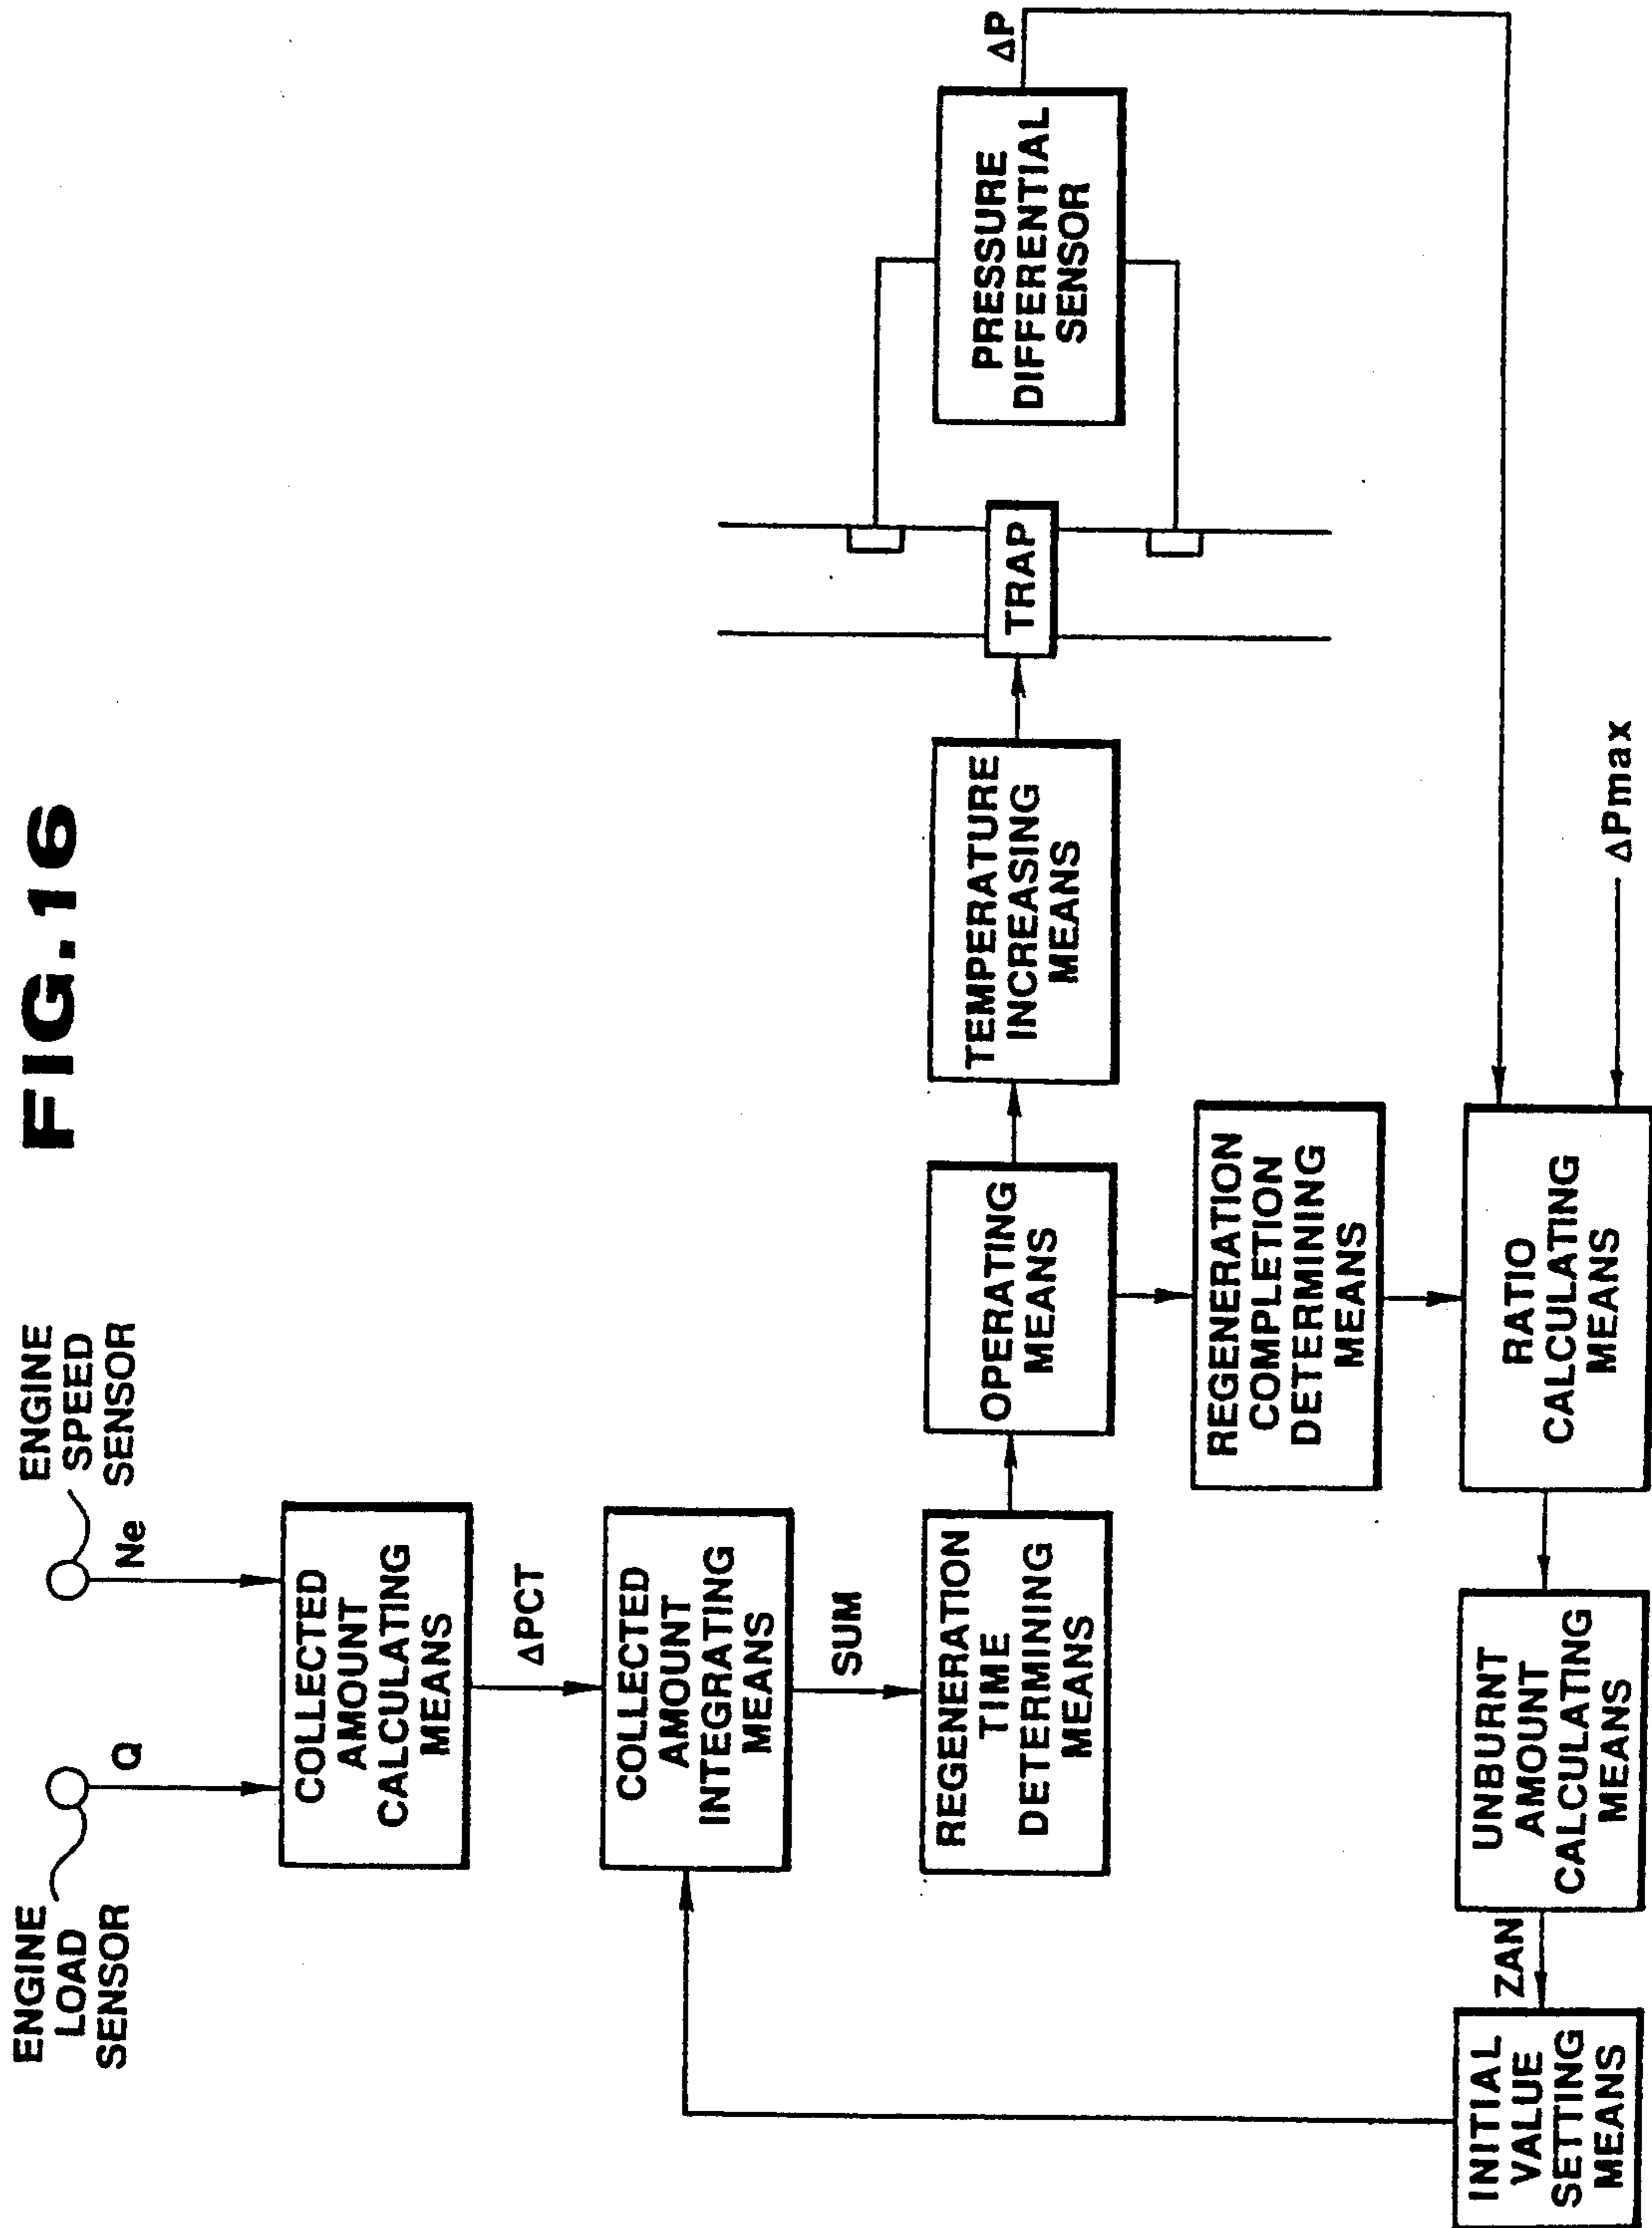 FIG.16
ENGINE
LOAD
SENSOR
Q
ENGINE
SPEED
SENSOR
Ne
COLLECTED
AMOUNT
CALCULATING
MEANS
ΔPCT
COLLECTED
AMOUNT
INTEGRATING
MEANS
SUM
REGENERATION
TIME
DETERMINING
MEANS
OPERATING
MEANS
TEMPERATURE
INCREASING
MEANS
TRAP
PRESSURE
DIFFERENTIAL
SENSOR
ΔP
REGENERATION
COMPLETION
DETERMINING
MEANS
INITIAL
VALUE
SETTING
MEANS
ZAN
UNBURNT
AMOUNT
CALCULATING
MEANS
RATIO
CALCULATING
MEANS
ΔPmax